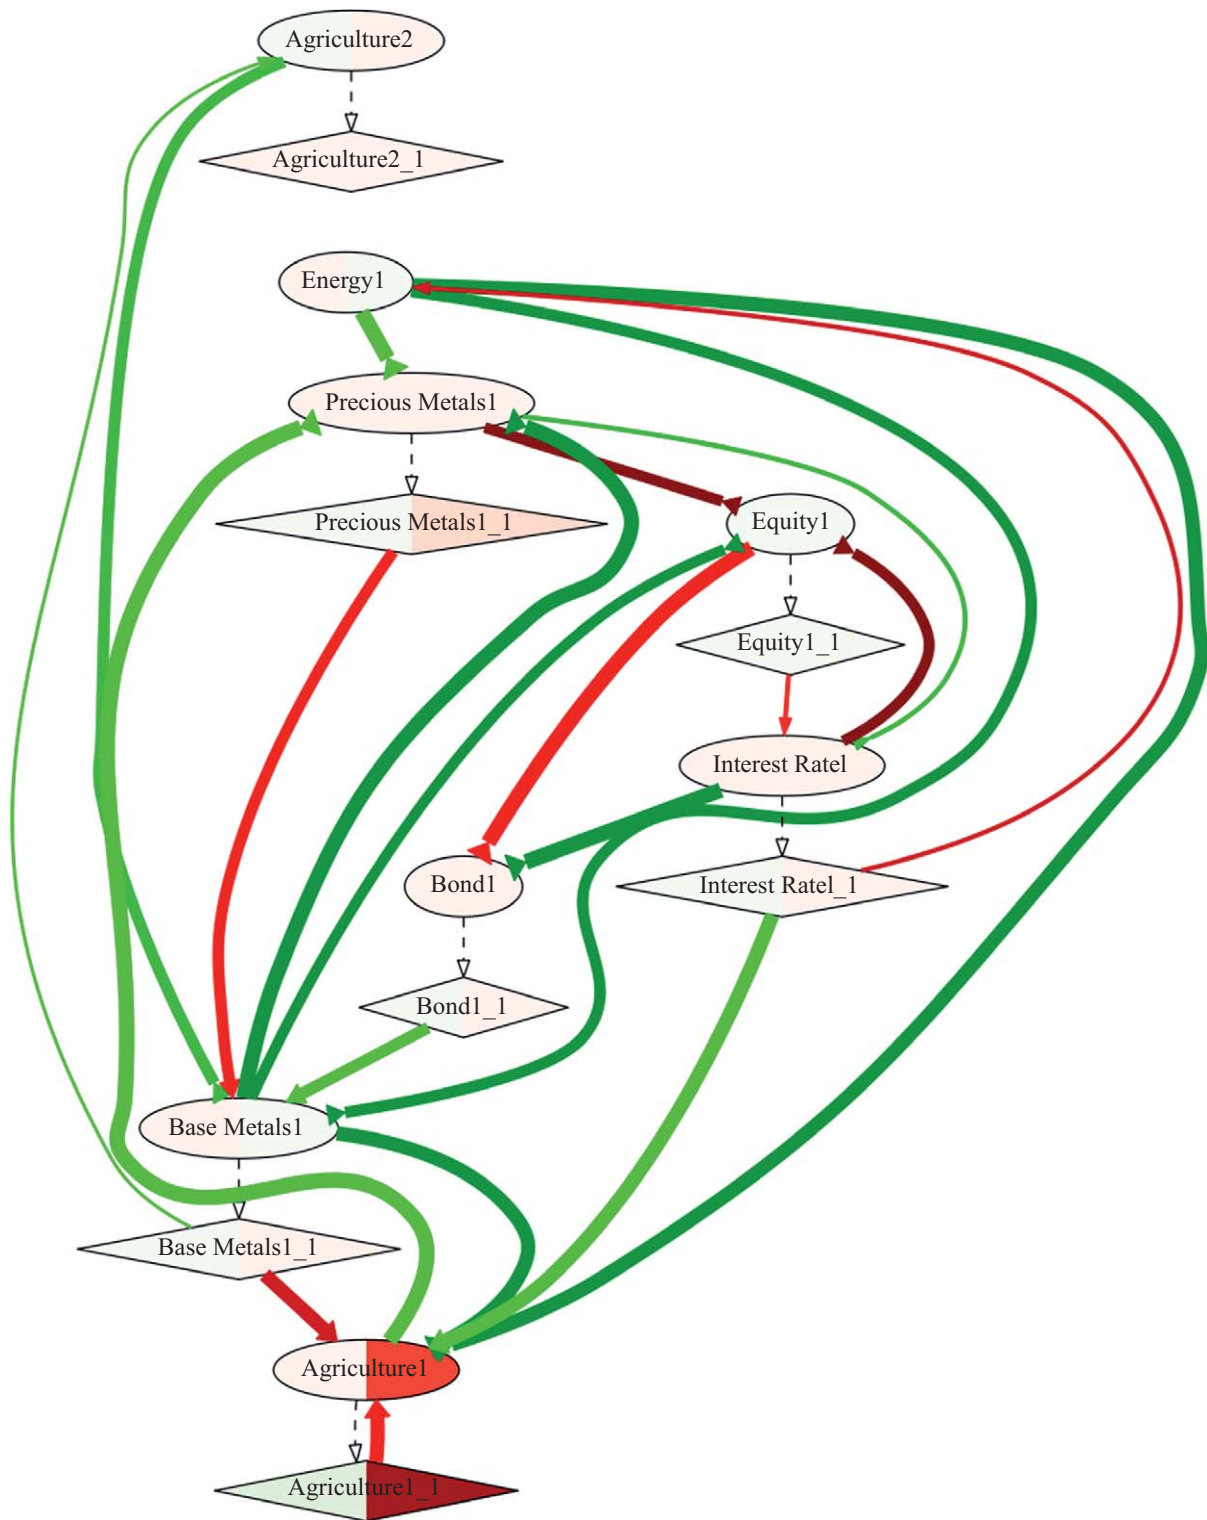 Agriculture2
Agriculture2_1
Energy1
Precious Metals1
Precious Metals1_1
Equity1
Equity1_1
Interest Ratel
Bond1
Interest Ratel_1
Bond1_1
Base Metals1
Base Metals1_1
Agriculture1
Agriculture1_1